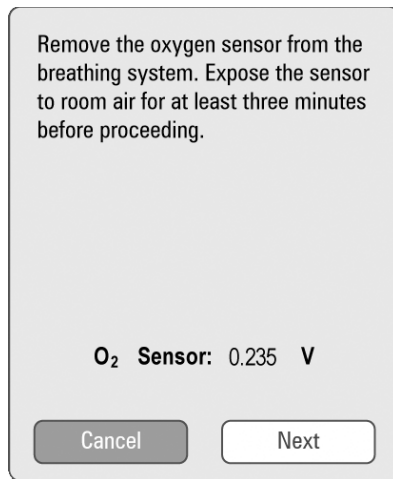 Remove the oxygen sensor from the
breathing system. Expose the sensor
to room air for at least three minutes
before proceeding.
O₂ Sensor: 0.235 V
Cancel
Next